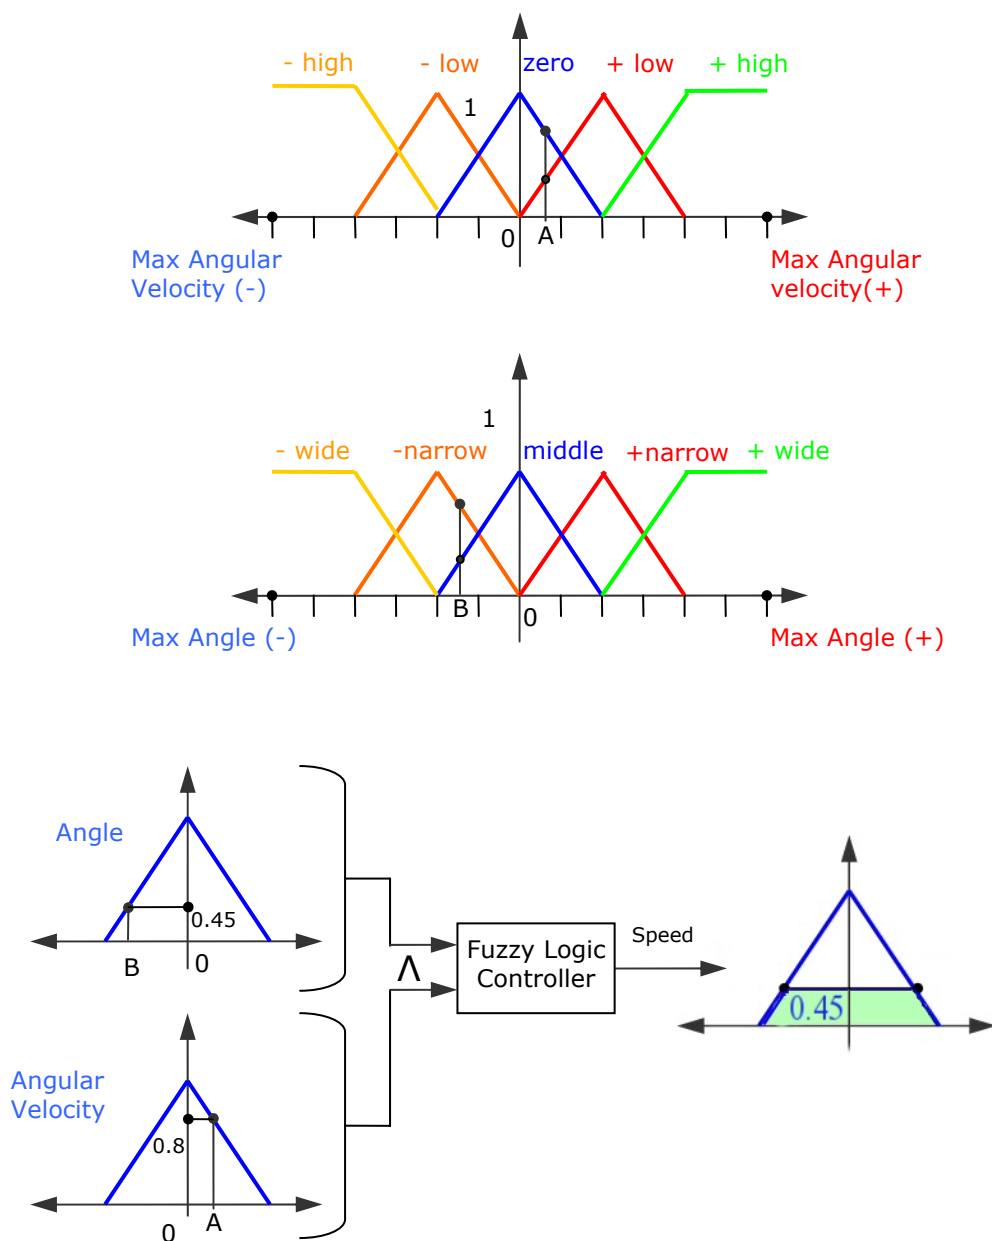 - high
- low
zero
+ low
+ high
1
0
A
Max Angular
Velocity (-)
Max Angular
velocity(+)
1
- wide
-narrow
middle
+narrow
+ wide
B
0
Max Angle (-)
Max Angle (+)
Angle
0.45
B
0
Λ
Fuzzy Logic
Controller
Speed
0.45
Angular
Velocity
0.8
0
A